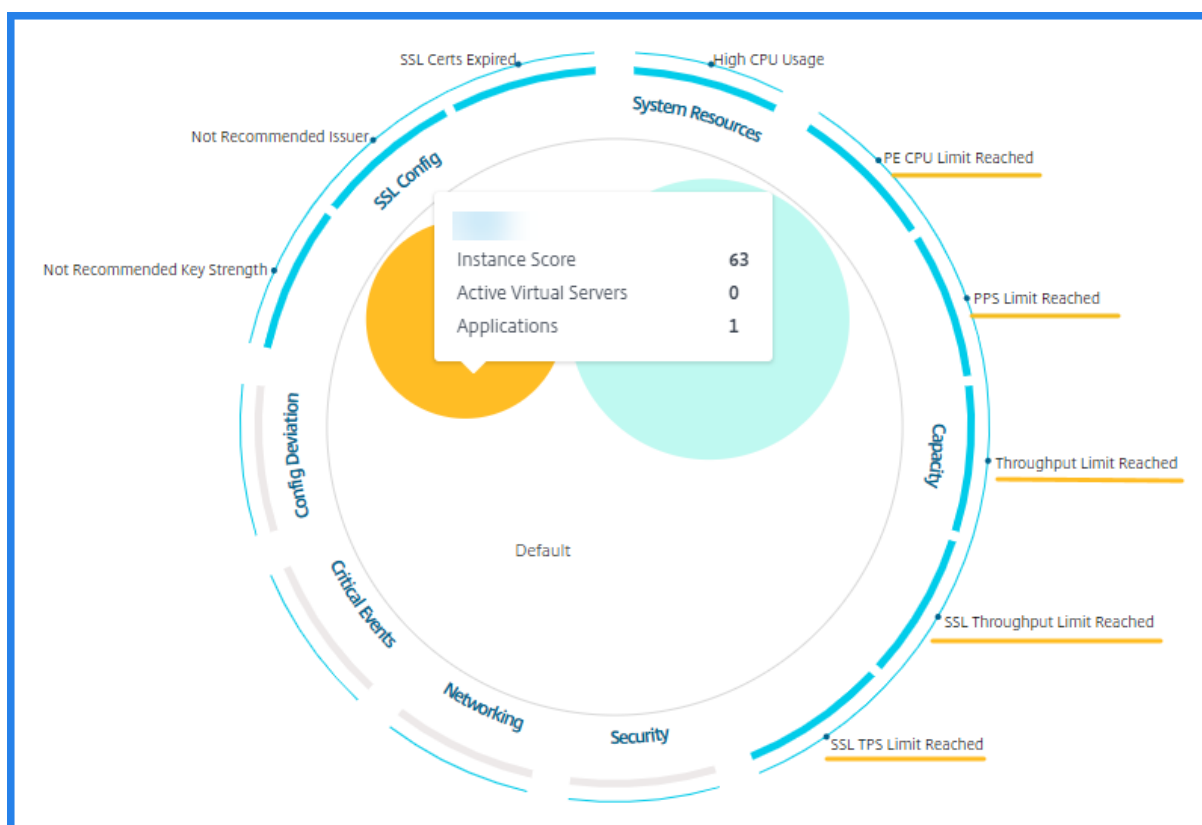 SSL Certs Expired
High CPU Usage
System Resources
Not Recommended Issuer
PE CPU Limit Reached
SSL Config
Not Recommended Key Strength
Instance Score 63
Active Virtual Servers 0
Applications 1
PPS Limit Reached
Config Deviation
Capacity
Throughput Limit Reached
Default
Critical Events
SSL Throughput Limit Reached
Networking
Security
SSL TPS Limit Reached